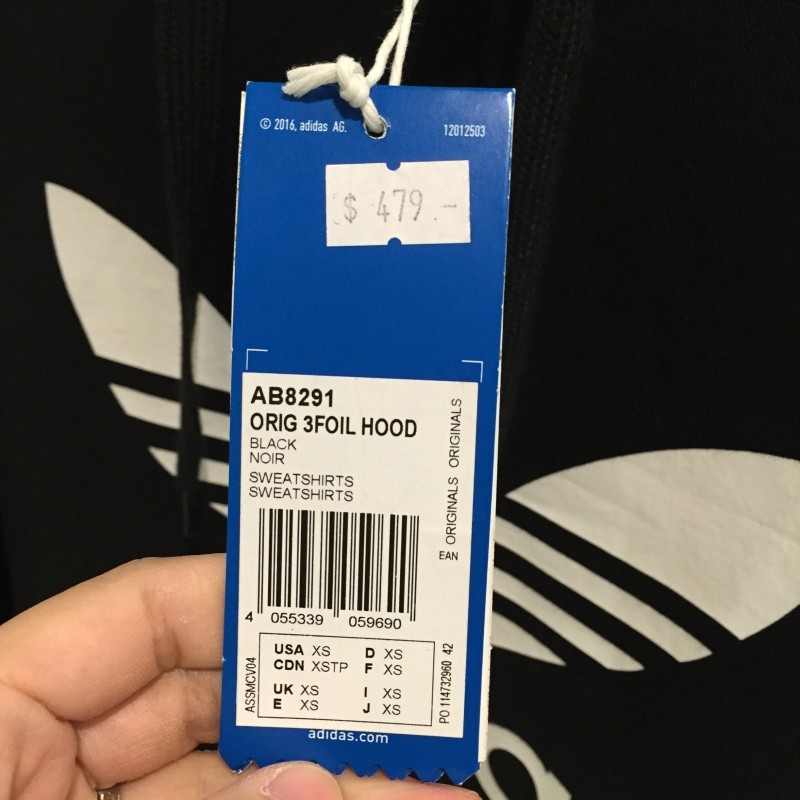 © 2016, adidas AG.
12012503
$ 479.-
AB8291
ORIG 3FOIL HOOD
BLACK
NOIR
SWEATSHIRTS
SWEATSHIRTS
ORIGINALS ORIGINALS
EAN
4 055339 059690
ASSMCV04
USA XS D XS
CDN XSTP F XS
UK XS I XS
E XS J XS
PO 114732960 42
adidas.com